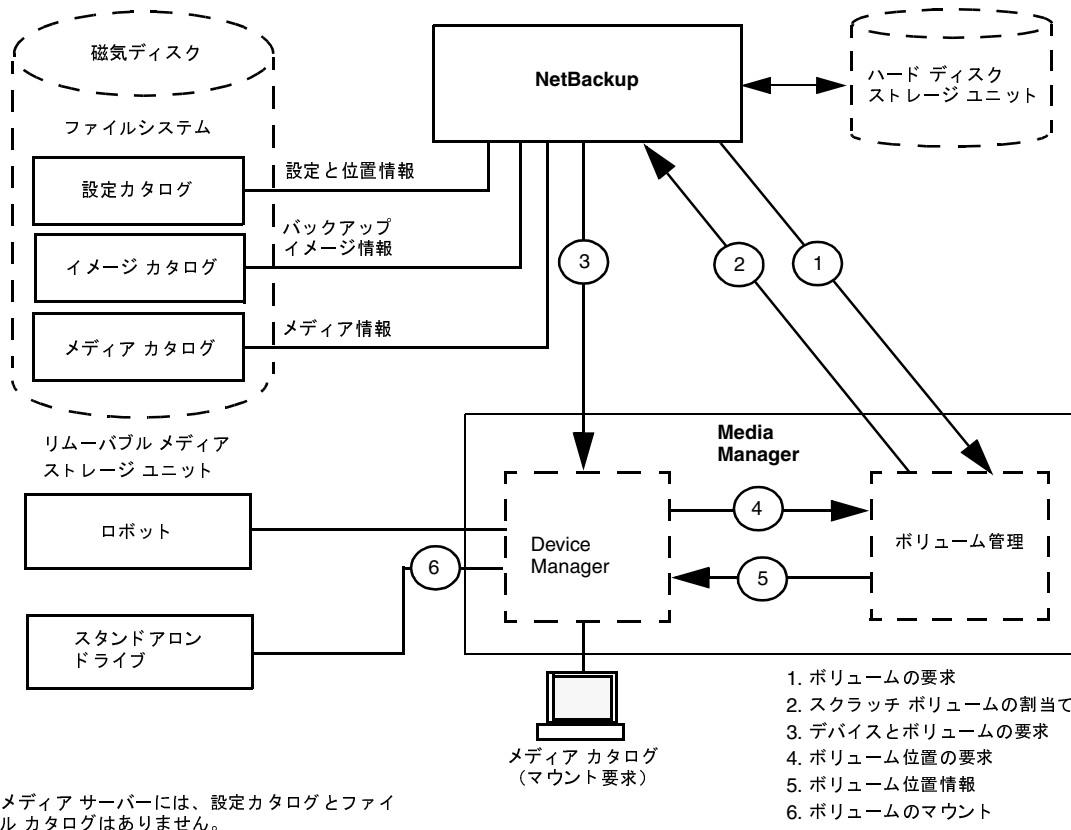 磁気ディスク
ファイルシステム
設定カタログ
イメージ カタログ
メディア カタログ
設定と位置情報
バックアップ
イメージ情報
メディア情報
NetBackup
ハード ディスク
ストレージ ユニット
3
2
1
リムーバブル メディア
ストレージ ユニット
ロボット
スタンドアロン
ドライブ
Media
Manager
Device
Manager
4
5
6
ボリューム管理
メディア カタログ
（マウント要求）
1. ボリュームの要求
2. スクラッチ ボリュームの割当て
3. デバイスとボリュームの要求
4. ボリューム位置の要求
5. ボリューム位置情報
6. ボリュームのマウント
メディア サーバーには、設定カタログとファイ
ル カタログはありません。